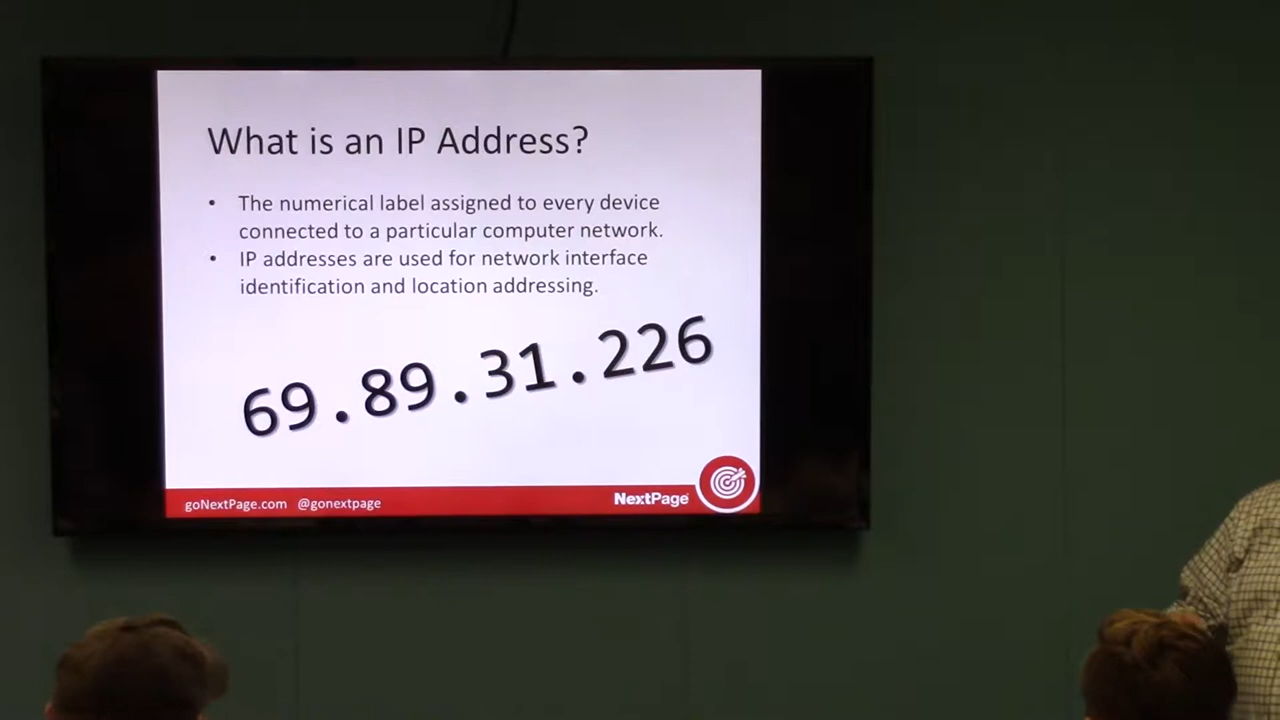 What is an IP Address?
• The numerical label assigned to every device
connected to a particular computer network.
• IP addresses are used for network interface
identification and location addressing.
69.89.31.226
goNextPage.com @gonextpage
NextPage